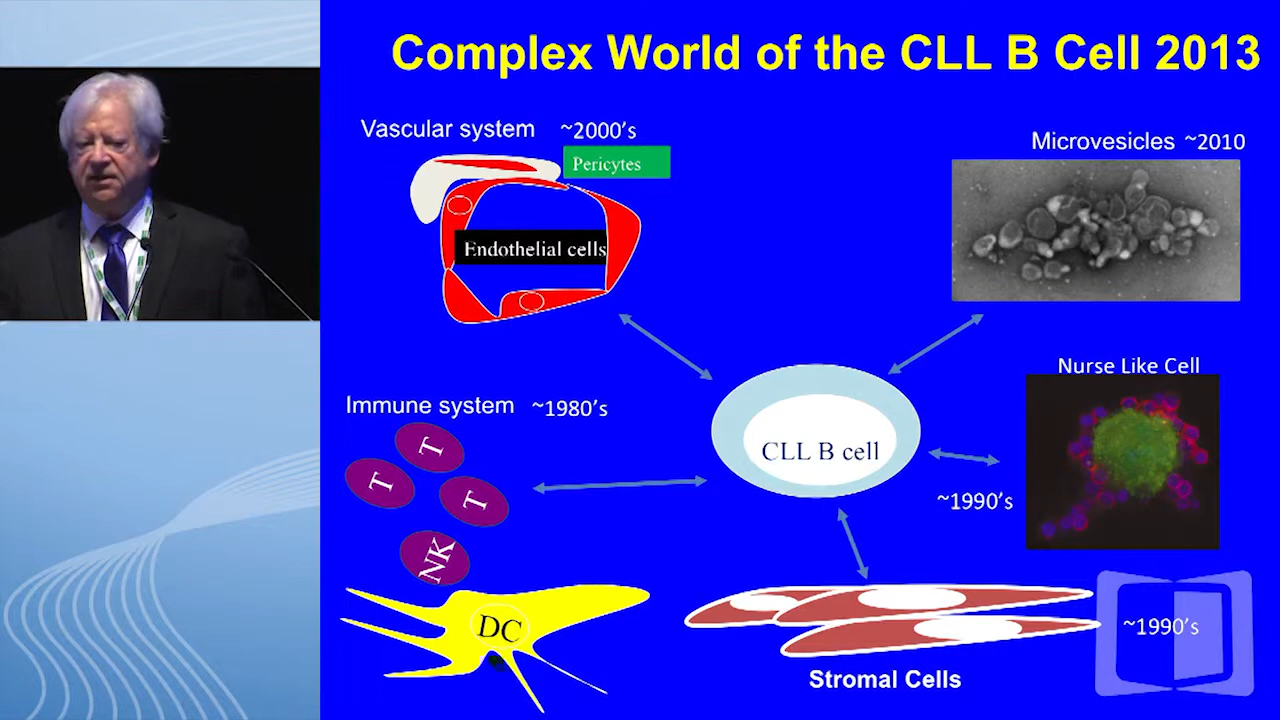 Complex World of the CLL B Cell 2013
Vascular system ~2000's
Pericytes
Endothelial cells
Microvesicles ~2010
Immune system ~1980's
T
T
T
NK
DC
CLL B cell
Nurse Like Cell
~1990's
Stromal Cells
~1990's